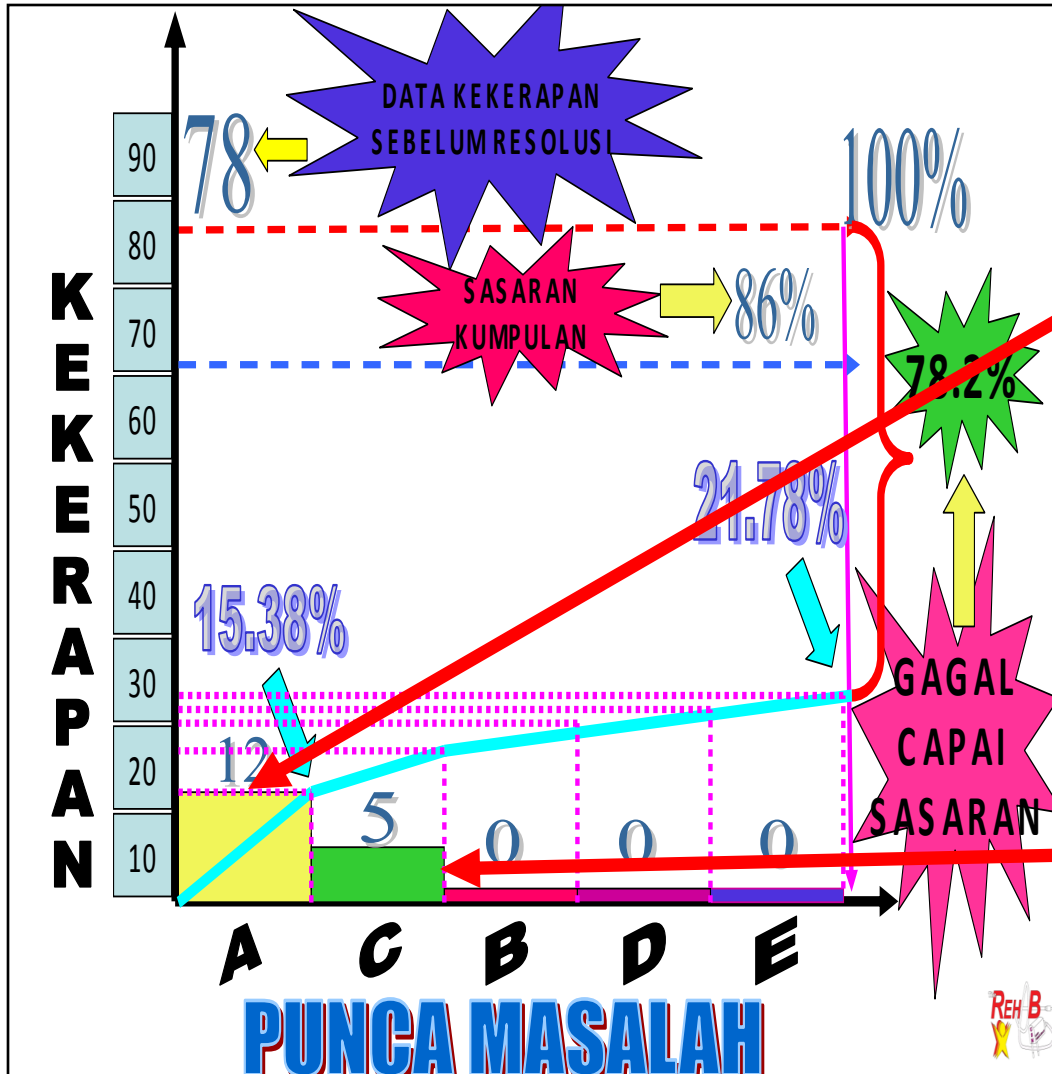 DATA KEKERAPAN
SEBELUM RESOLUSI
78
100%
SASARAN
KUMPULAN
86%
78.2%
21.78%
15.38%
GAGAL
CAPAI
SASARAN
KEKERAPAN
90
80
70
60
50
40
30
20
10
12
5
0
0
0
A
C
B
D
E
PUNCA MASALAH
REH B